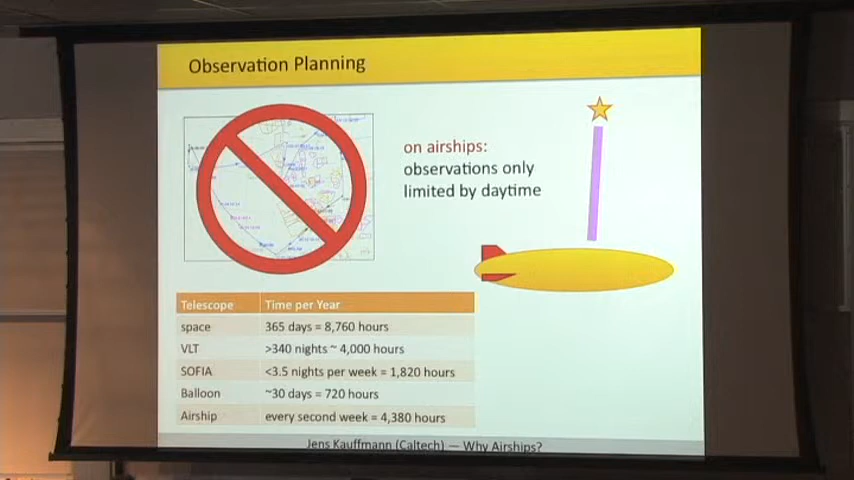 Observation Planning
on airships:
observations only
limited by daytime
Telescope Time per Year
space 365 days = 8,760 hours
VLT >340 nights ~ 4,000 hours
SOFIA <3.5 nights per week = 1,820 hours
Balloon ~30 days = 720 hours
Airship every second week = 4,380 hours
Jens Kauffmann (Caltech) — Why Airships?